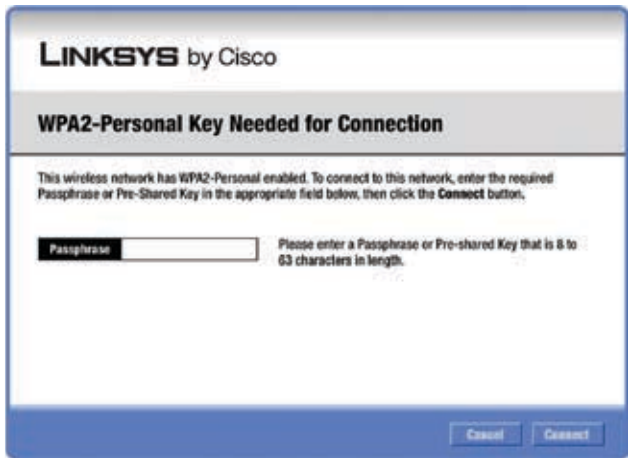 LINKSYS by Cisco
WPA2-Personal Key Needed for Connection
This wireless network has WPA2-Personal enabled. To connect to this network, enter the required
Passphrase or Pre-Shared Key in the appropriate field below, then click the Connect button.
Passphrase
Please enter a Passphrase or Pre-shared Key that is 8 to
63 characters in length.
Cancel Connect